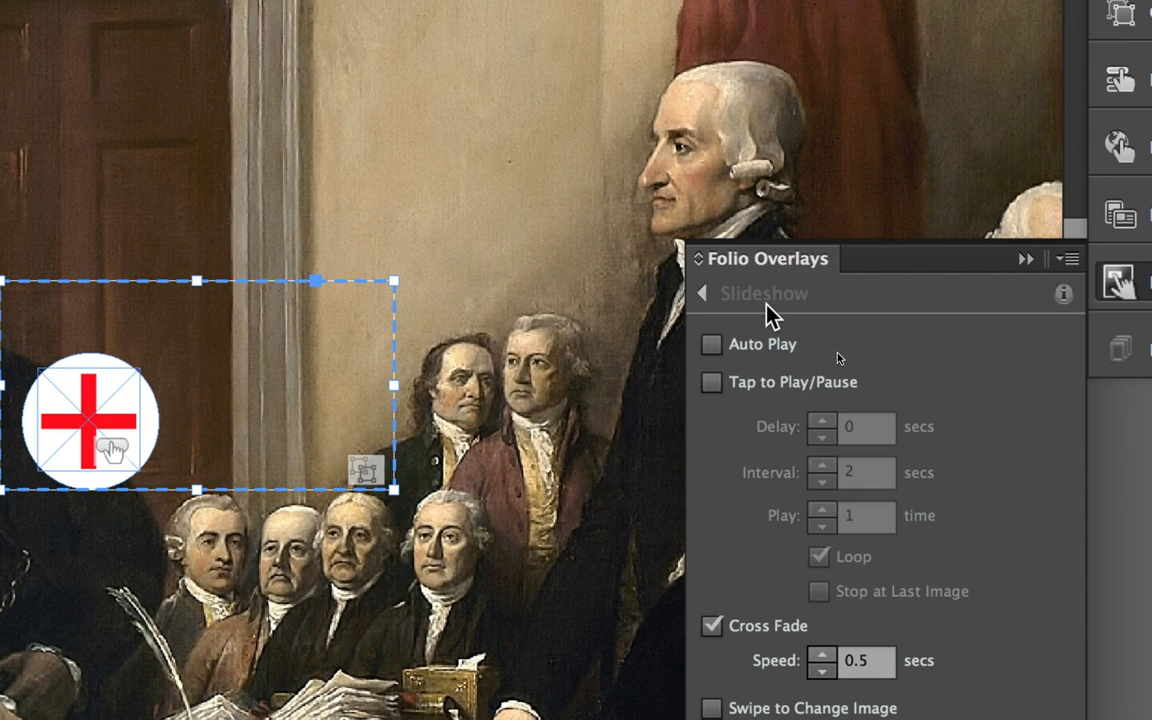 Folio Overlays
Slideshow
Auto Play
Tap to Play/Pause
Delay: 0 secs
Interval: 2 secs
Play: 1 time
Loop
Stop at Last Image
Cross Fade
Speed: 0.5 secs
Swipe to Change Image